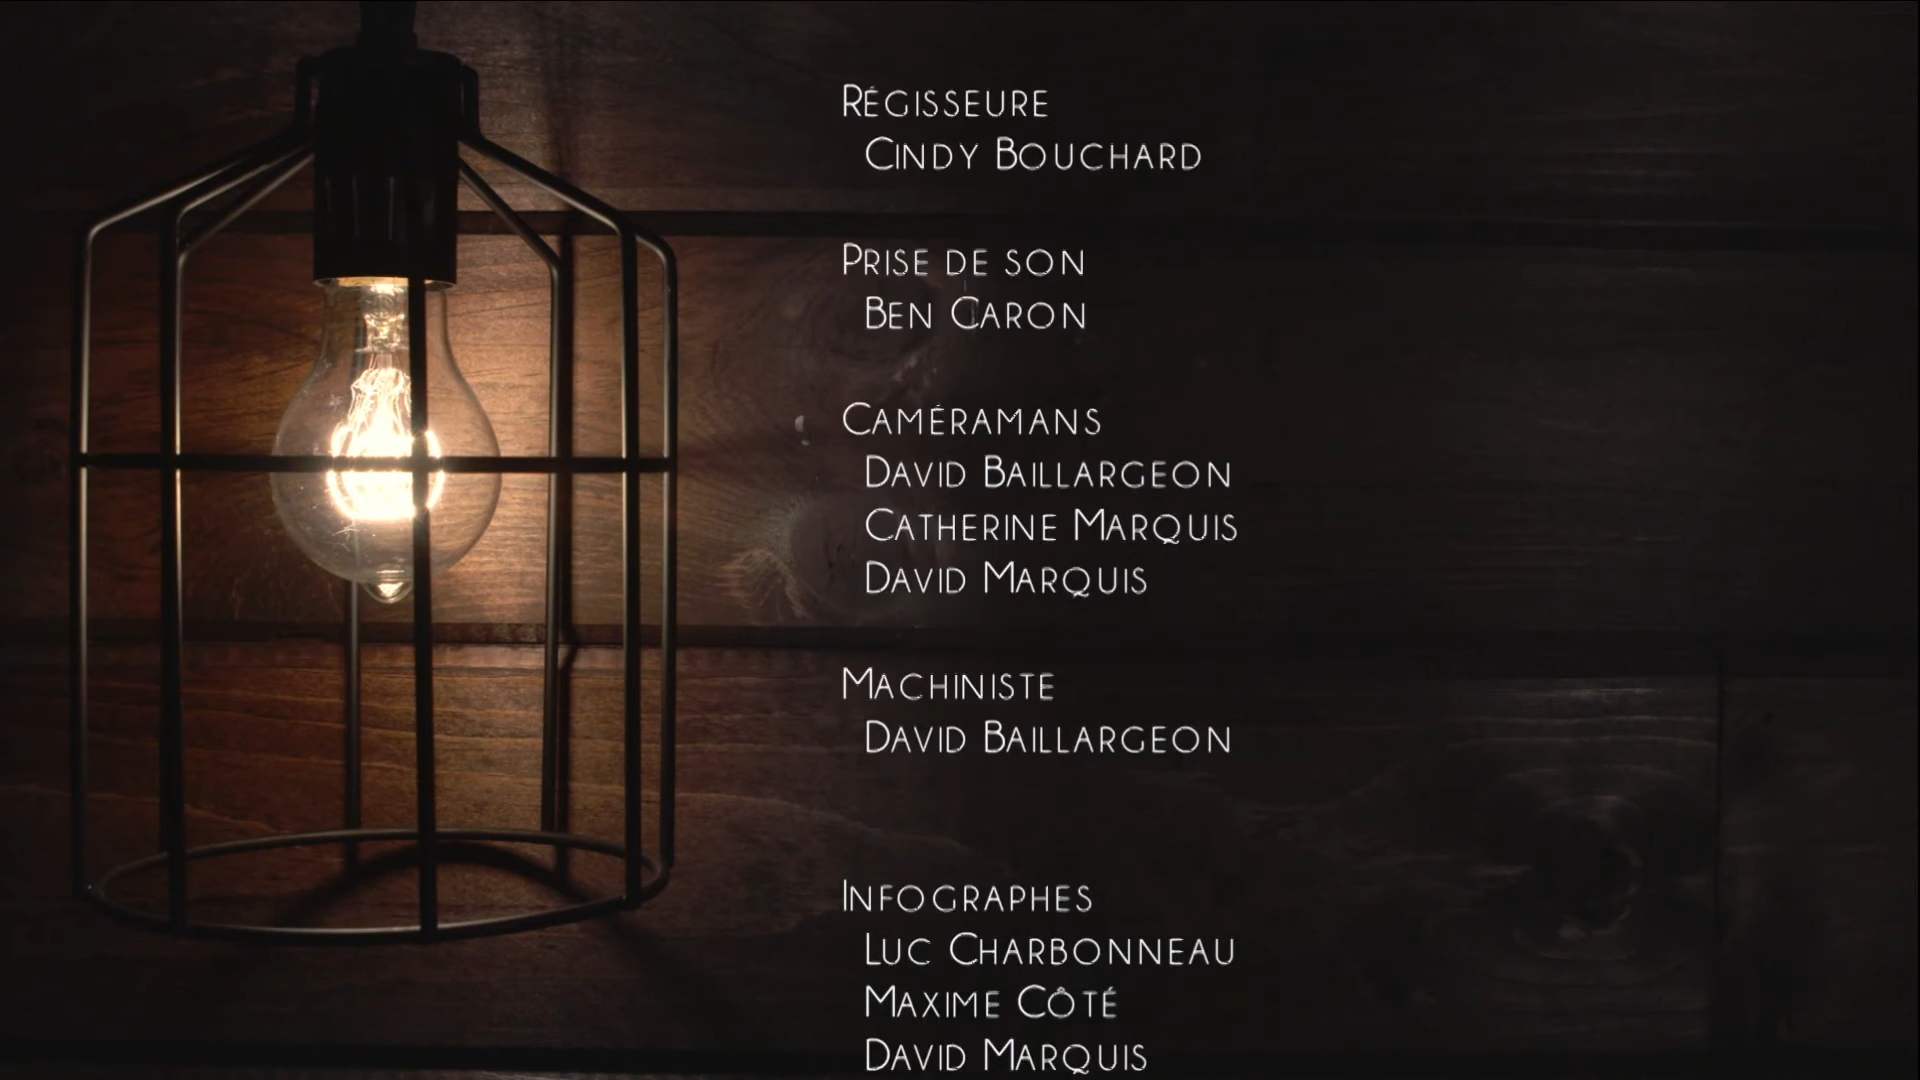 Régisseure
Cindy Bouchard
Prise de son
Ben Caron
Caméramans
David Baillargeon
Catherine Marquis
David Marquis
Machiniste
David Baillargeon
Infographes
Luc Charbonneau
Maxime Côté
David Marquis